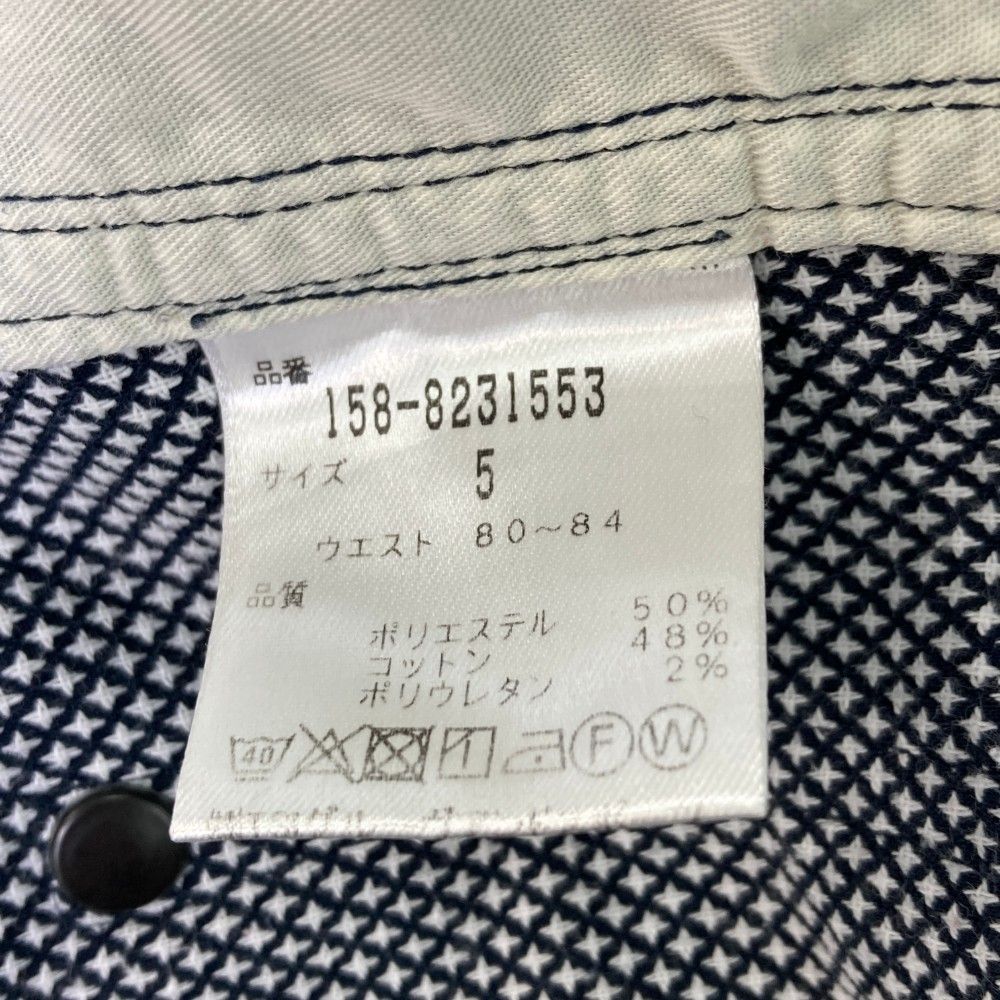 品番
158-8231553
サイズ 5
ウエスト 80～84
品質
ポリエステル 50%
コットン 48%
ポリウレタン 2%
40 F W